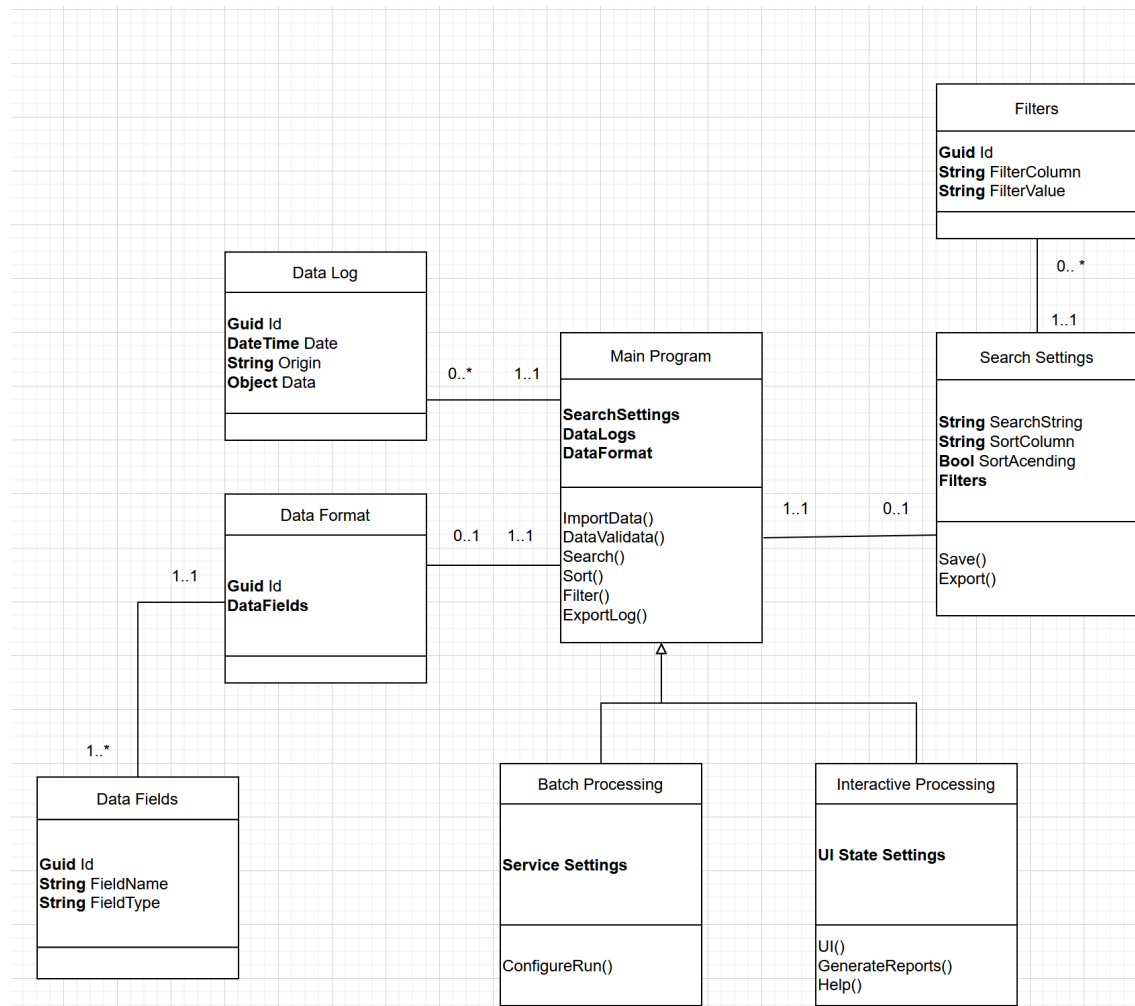 Filters
Guid Id
String FilterColumn
String FilterValue
0.. *
1..1
Search Settings
String SearchString
String SortColumn
Bool SortAcending
Filters
Save()
Export()
Data Log
Guid Id
DateTime Date
String Origin
Object Data
0..*
1..1
Main Program
SearchSettings
DataLogs
DataFormat
ImportData()
DataValidata()
Search()
Sort()
Filter()
ExportLog()
1..1
0..1
Data Format
Guid Id
DataFields
0..1
1..1
1..1
1..*
Data Fields
Guid Id
String FieldName
String FieldType
Batch Processing
Service Settings
ConfigureRun()
Interactive Processing
UI State Settings
UI()
GenerateReports()
Help()